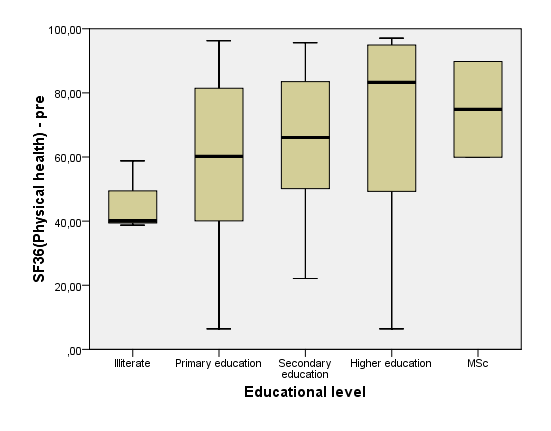 100,00
80,00
60,00
40,00
20,00
,00
SF36(Physical health) - pre
Illiterate
Primary education
Secondary
education
Higher education
MSc
Educational level